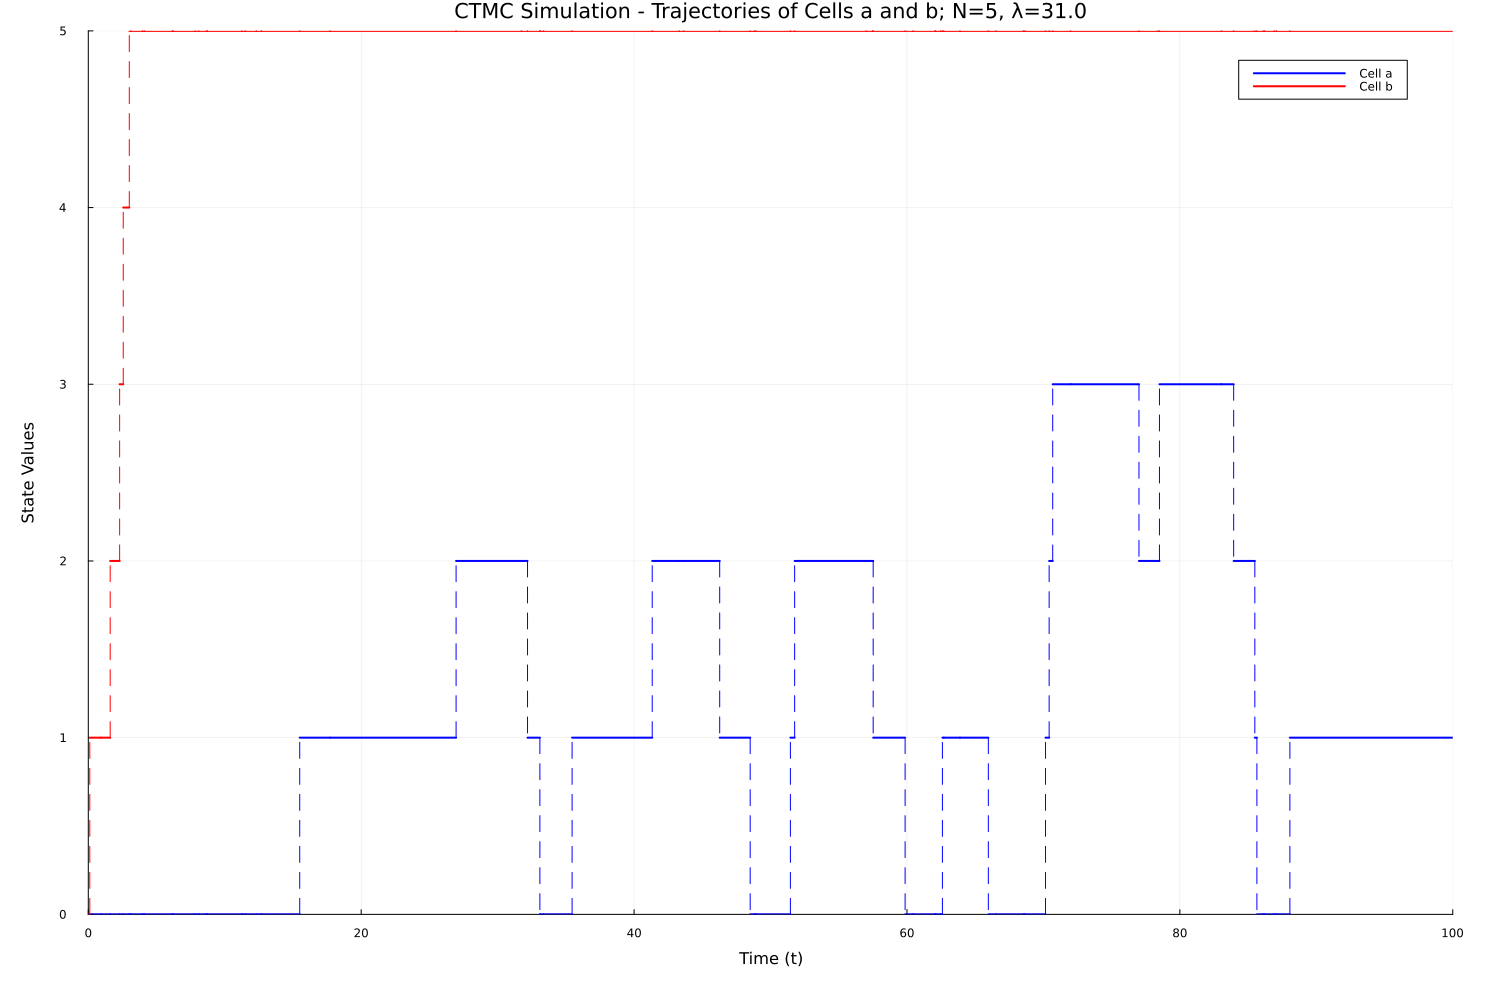 CTMC Simulation - Trajectories of Cells a and b; N=5, λ=31.0
5
Cell a
Cell b
4
3
State Values
2
1
0
0 20 40 60 80 100
Time (t)